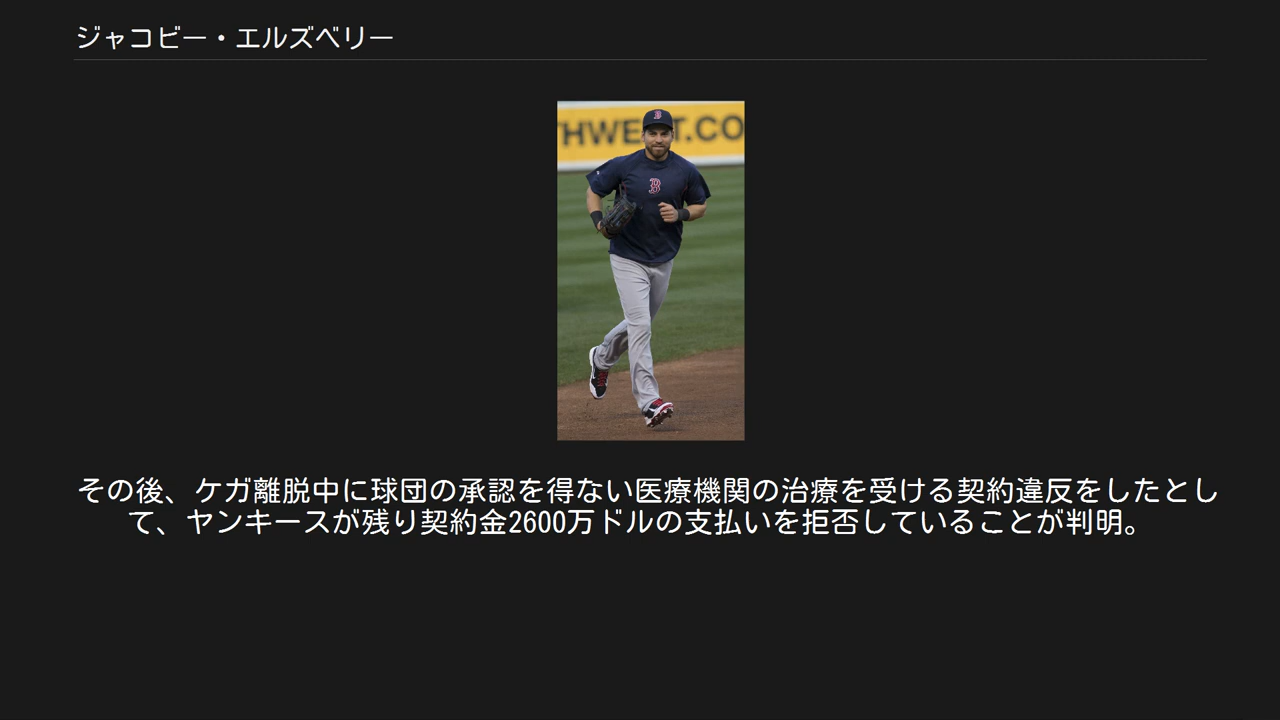 ジャコビー・エルズベリー
THWEST.CO
B
B
その後、ケガ離脱中に球団の承認を得ない医療機関の治療を受ける契約違反をしたとし
て、ヤンキースが残り契約金2600万ドルの支払いを拒否していることが判明。